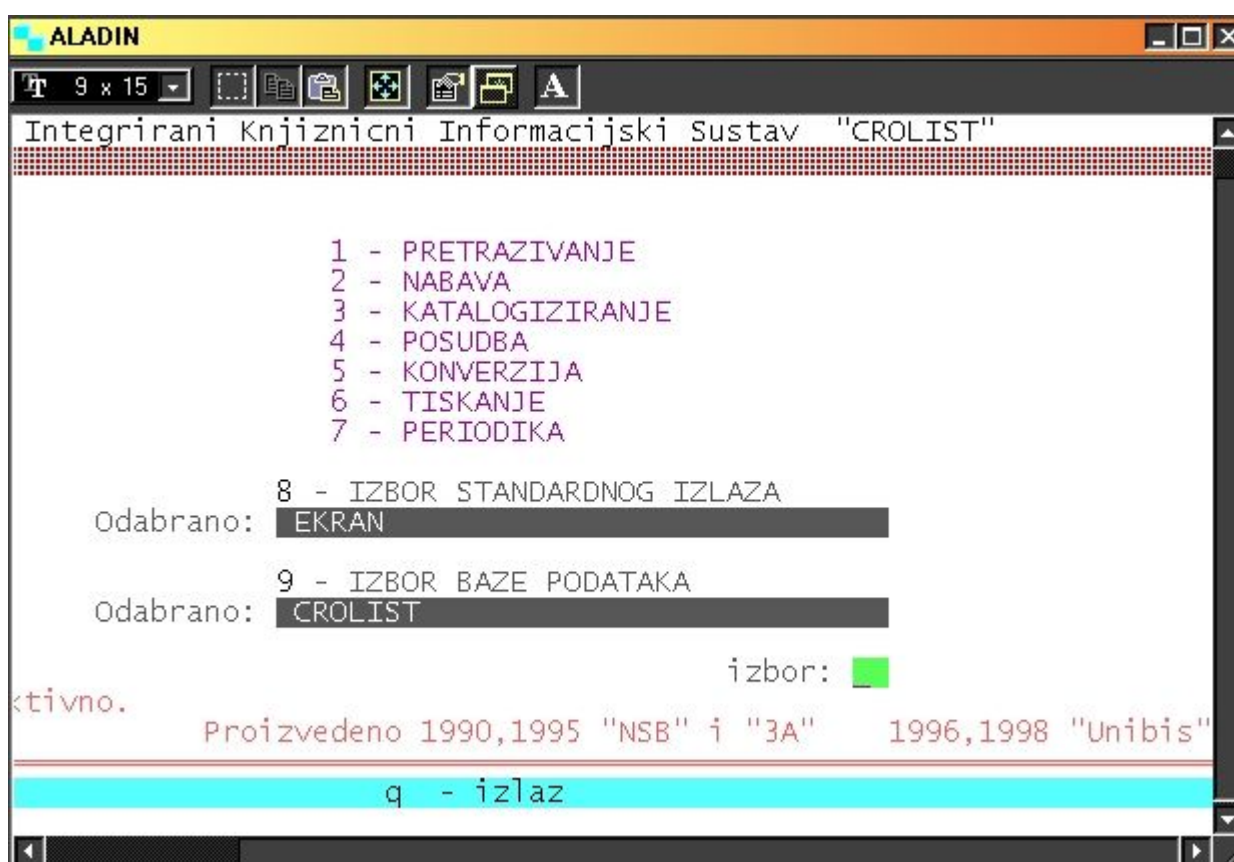 ALADIN
9 x 15
A
Integrirani Knjiznicni Informacijski Sustav "CROLIST"
1 - PRETRAZIVANJE
2 - NABAVA
3 - KATALOGIZIRANJE
4 - POSUDBA
5 - KONVERZIJA
6 - TISKANJE
7 - PERIODIKA
8 - IZBOR STANDARDNOG IZLAZA
Odabrano: EKRAN
9 - IZBOR BAZE PODATAKA
Odabrano: CROLIST
izbor: _
ktivno.
Proizvedeno 1990,1995 "NSB" i "3A" 1996,1998 "Unibis"
q - izlaz